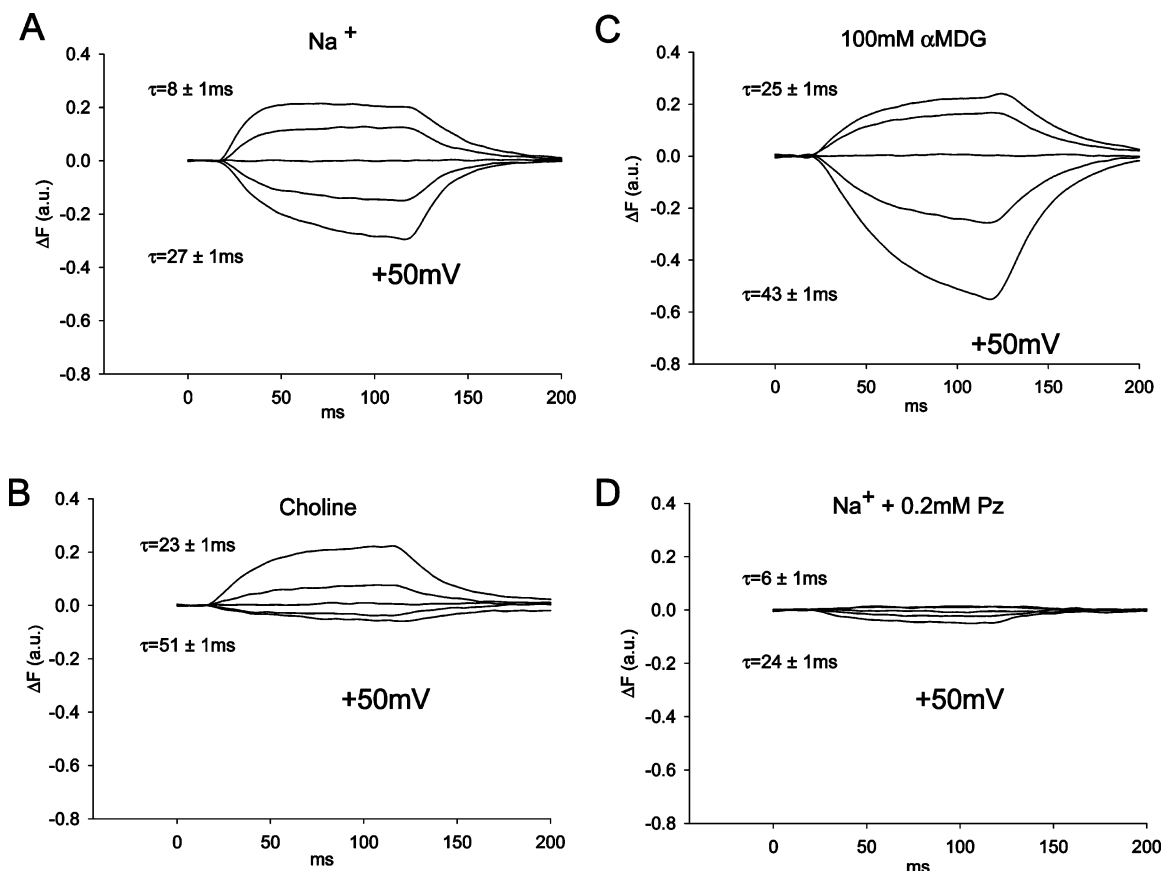 A
Na +
0.4
0.2
0.0
-0.2
-0.4
-0.6
-0.8
ΔF (a.u.)
τ=8 ± 1ms
τ=27 ± 1ms
+50mV
0 50 100 150 200
ms
C
100mM αMDG
0.4
0.2
0.0
-0.2
-0.4
-0.6
-0.8
ΔF (a.u.)
τ=25 ± 1ms
τ=43 ± 1ms
+50mV
0 50 100 150 200
ms
B
Choline
0.4
0.2
0.0
-0.2
-0.4
-0.6
-0.8
ΔF (a.u.)
τ=23 ± 1ms
τ=51 ± 1ms
+50mV
0 50 100 150 200
ms
D
Na+ + 0.2mM Pz
0.4
0.2
0.0
-0.2
-0.4
-0.6
-0.8
ΔF (a.u.)
τ=6 ± 1ms
τ=24 ± 1ms
+50mV
0 50 100 150 200
ms